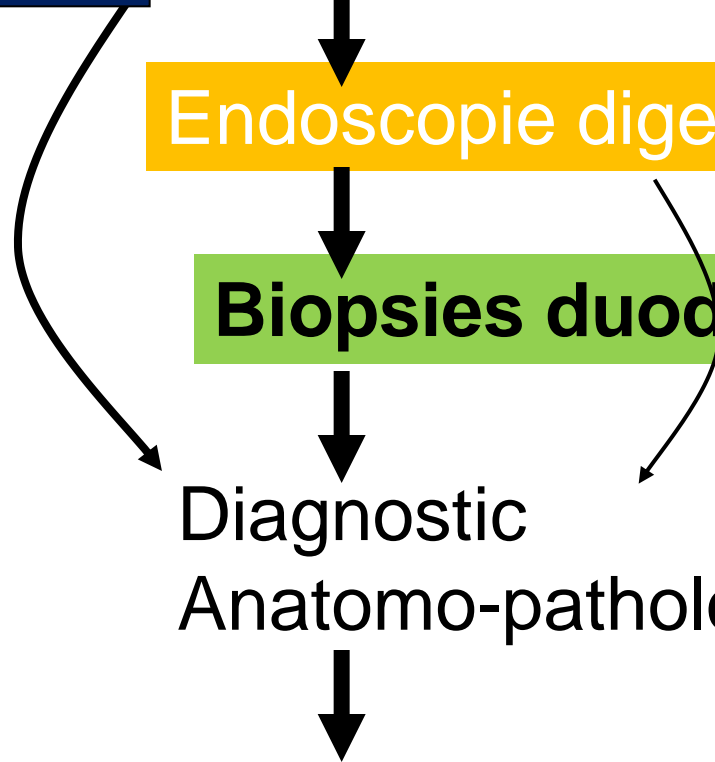 Endoscopie dige
Biopsies duod
Diagnostic
Anatomo-pathol